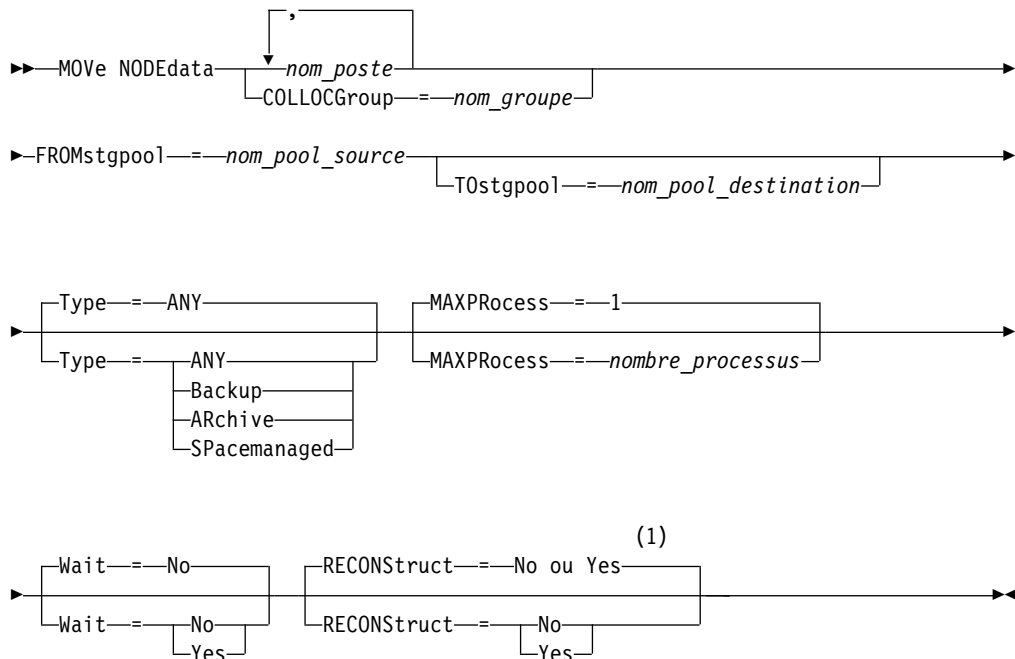 ,
MOVe NODEdata nom_poste
COLLOCGroup = nom_groupe
FROMstgpool = nom_pool_source
TOstgpool = nom_pool_destination
Type = ANY MAXPRocess = 1
Type = ANY MAXPRocess = nombre_processus
Backup
ARchive
SPacemanaged
(1)
Wait = No RECONStruct = No ou Yes
Wait = No RECONStruct = No
Yes Yes